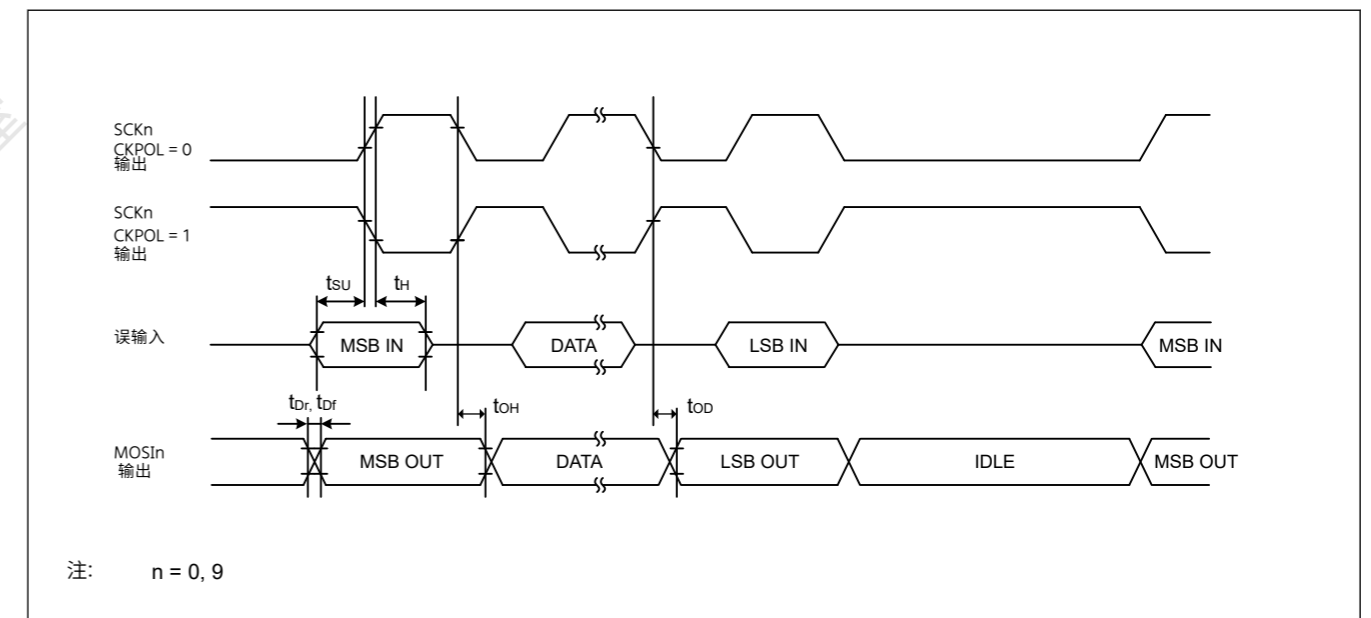 SCKn
CKPOL = 0
输出
SCKn
CKPOL = 1
输出
tSU
tH
误输入
MSB IN
DATA
LSB IN
MSB IN
tDr, tDf
tOH
tOD
MOSIn
输出
MSB OUT
DATA
LSB OUT
IDLE
MSB OUT
注: n = 0, 9